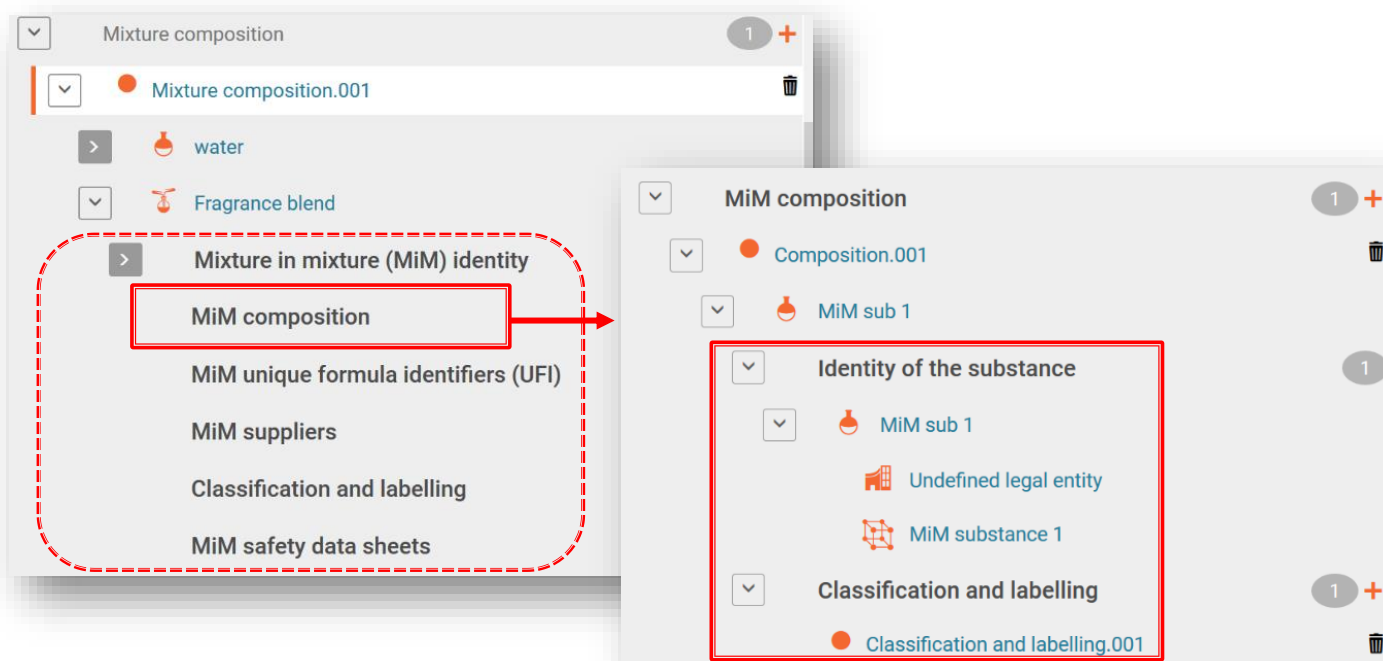 Mixture composition
1
Mixture composition.001
water
Fragrance blend
Mixture in mixture (MiM) identity
MiM composition
MiM unique formula identifiers (UFI)
MiM suppliers
Classification and labelling
MiM safety data sheets
MiM composition
1
Composition.001
MiM sub 1
Identity of the substance
1
MiM sub 1
Undefined legal entity
MiM substance 1
Classification and labelling
1
Classification and labelling.001